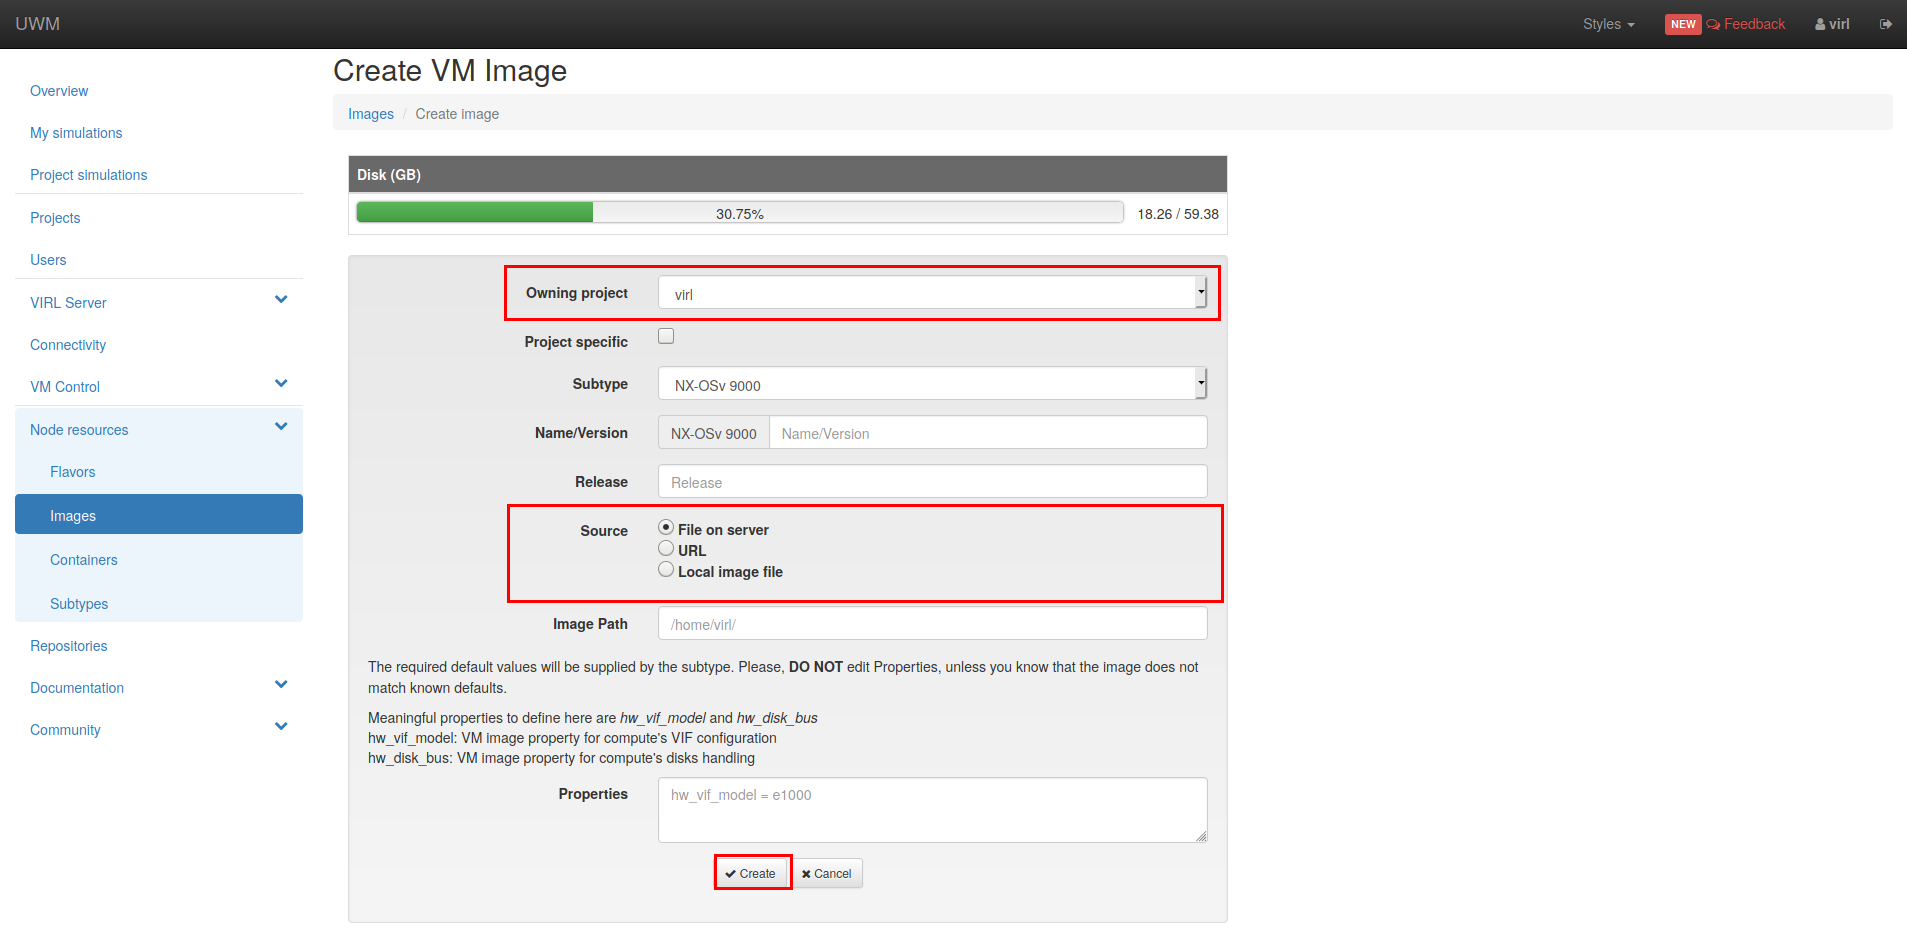 UWM
Styles
NEW Feedback
virl
Overview
My simulations
Project simulations
Projects
Users
VIRL Server
Connectivity
VM Control
Node resources
Flavors
Images
Containers
Subtypes
Repositories
Documentation
Community
Create VM Image
Images / Create image
Disk (GB)
30.75% 18.26 / 59.38
Owning project virl
Project specific
Subtype NX-OSv 9000
Name/Version NX-OSv 9000 Name/Version
Release Release
Source File on server
URL
Local image file
Image Path /home/virl/
The required default values will be supplied by the subtype. Please, DO NOT edit Properties, unless you know that the image does not
match known defaults.
Meaningful properties to define here are hw_vif_model and hw_disk_bus
hw_vif_model: VM image property for compute's VIF configuration
hw_disk_bus: VM image property for compute's disks handling
Properties hw_vif_model = e1000
Create Cancel